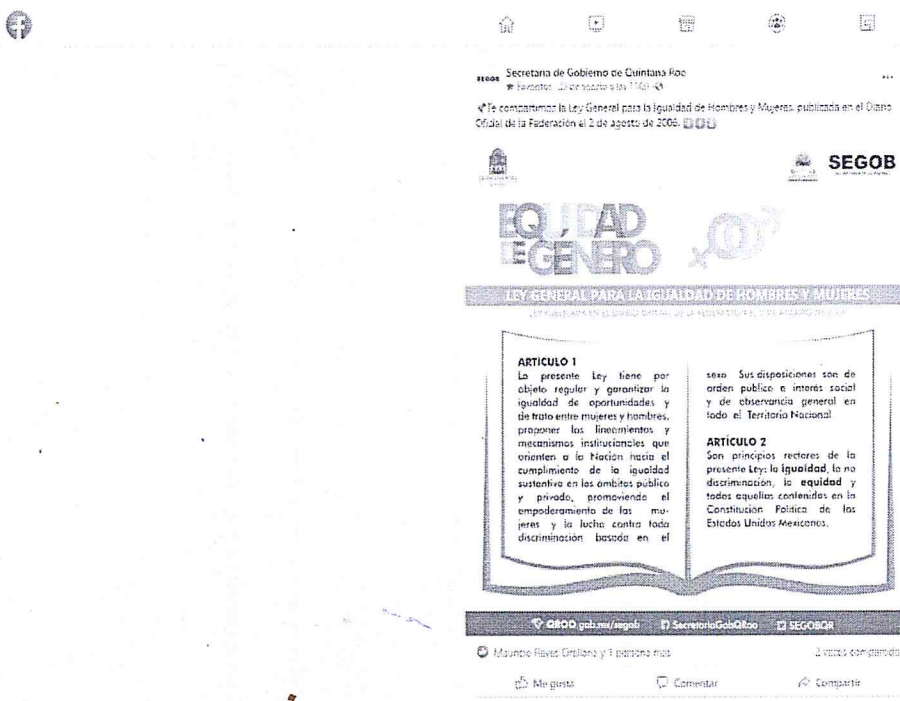 SEGOB Secretaria de Gobierno de Quintana Roo
Te compartimos la Ley General para la Igualdad de Hombres y Mujeres, publicada en el Diario
Oficial de la Federación el 2 de agosto de 2006.
SEGOB
EQUIDAD
DE GÉNERO
LEY GENERAL PARA LA IGUALDAD DE HOMBRES Y MUJERES
ARTÍCULO 1
La presente Ley tiene por
objeto regular y garantizar la
igualdad de oportunidades y
de trato entre mujeres y hombres,
proponer los lineamientos y
mecanismos institucionales que
orienten a la Nación hacia el
cumplimiento de la igualdad
sustantiva en los ámbitos público
y privado, promoviendo el
empoderamiento de las mu-
jeres y la lucha contra toda
discriminación basada en el
sexo. Sus disposiciones son de
orden público e interés social
y de observancia general en
todo el Territorio Nacional
ARTÍCULO 2
Son principios rectores de la
presente Ley: la igualdad, la no
discriminación, la equidad y
todos aquellos contenidos en la
Constitución Política de los
Estados Unidos Mexicanos.
QROO.gob.mx/segob SecretariaGobQRoo SEGOBQR
Mauricio Reyes Orellana y 1 persona más 2 veces compartido
Me gusta Comentar Compartir